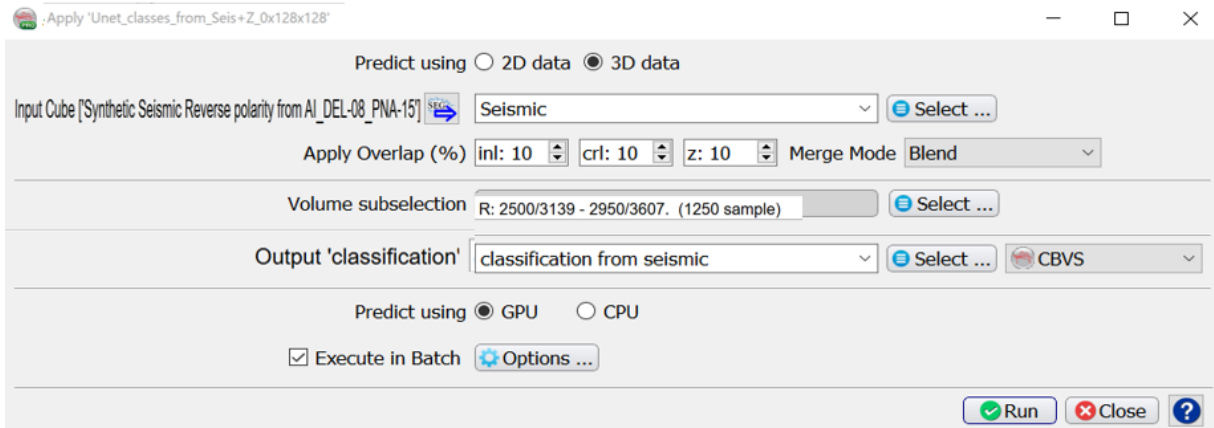 Apply 'Unet_classes_from_Seis+Z_0x128x128'
Predict using 2D data 3D data
Input Cube ['Synthetic Seismic Reverse polarity from AI_DEL-08_PNA-15'] SEGY Seismic Select ...
Apply Overlap (%) inl: 10 crl: 10 z: 10 Merge Mode Blend
Volume subselection R: 2500/3139 - 2950/3607. (1250 sample) Select ...
Output 'classification' classification from seismic Select ... CBVS
Predict using GPU CPU
Execute in Batch Options ...
Run Close ?